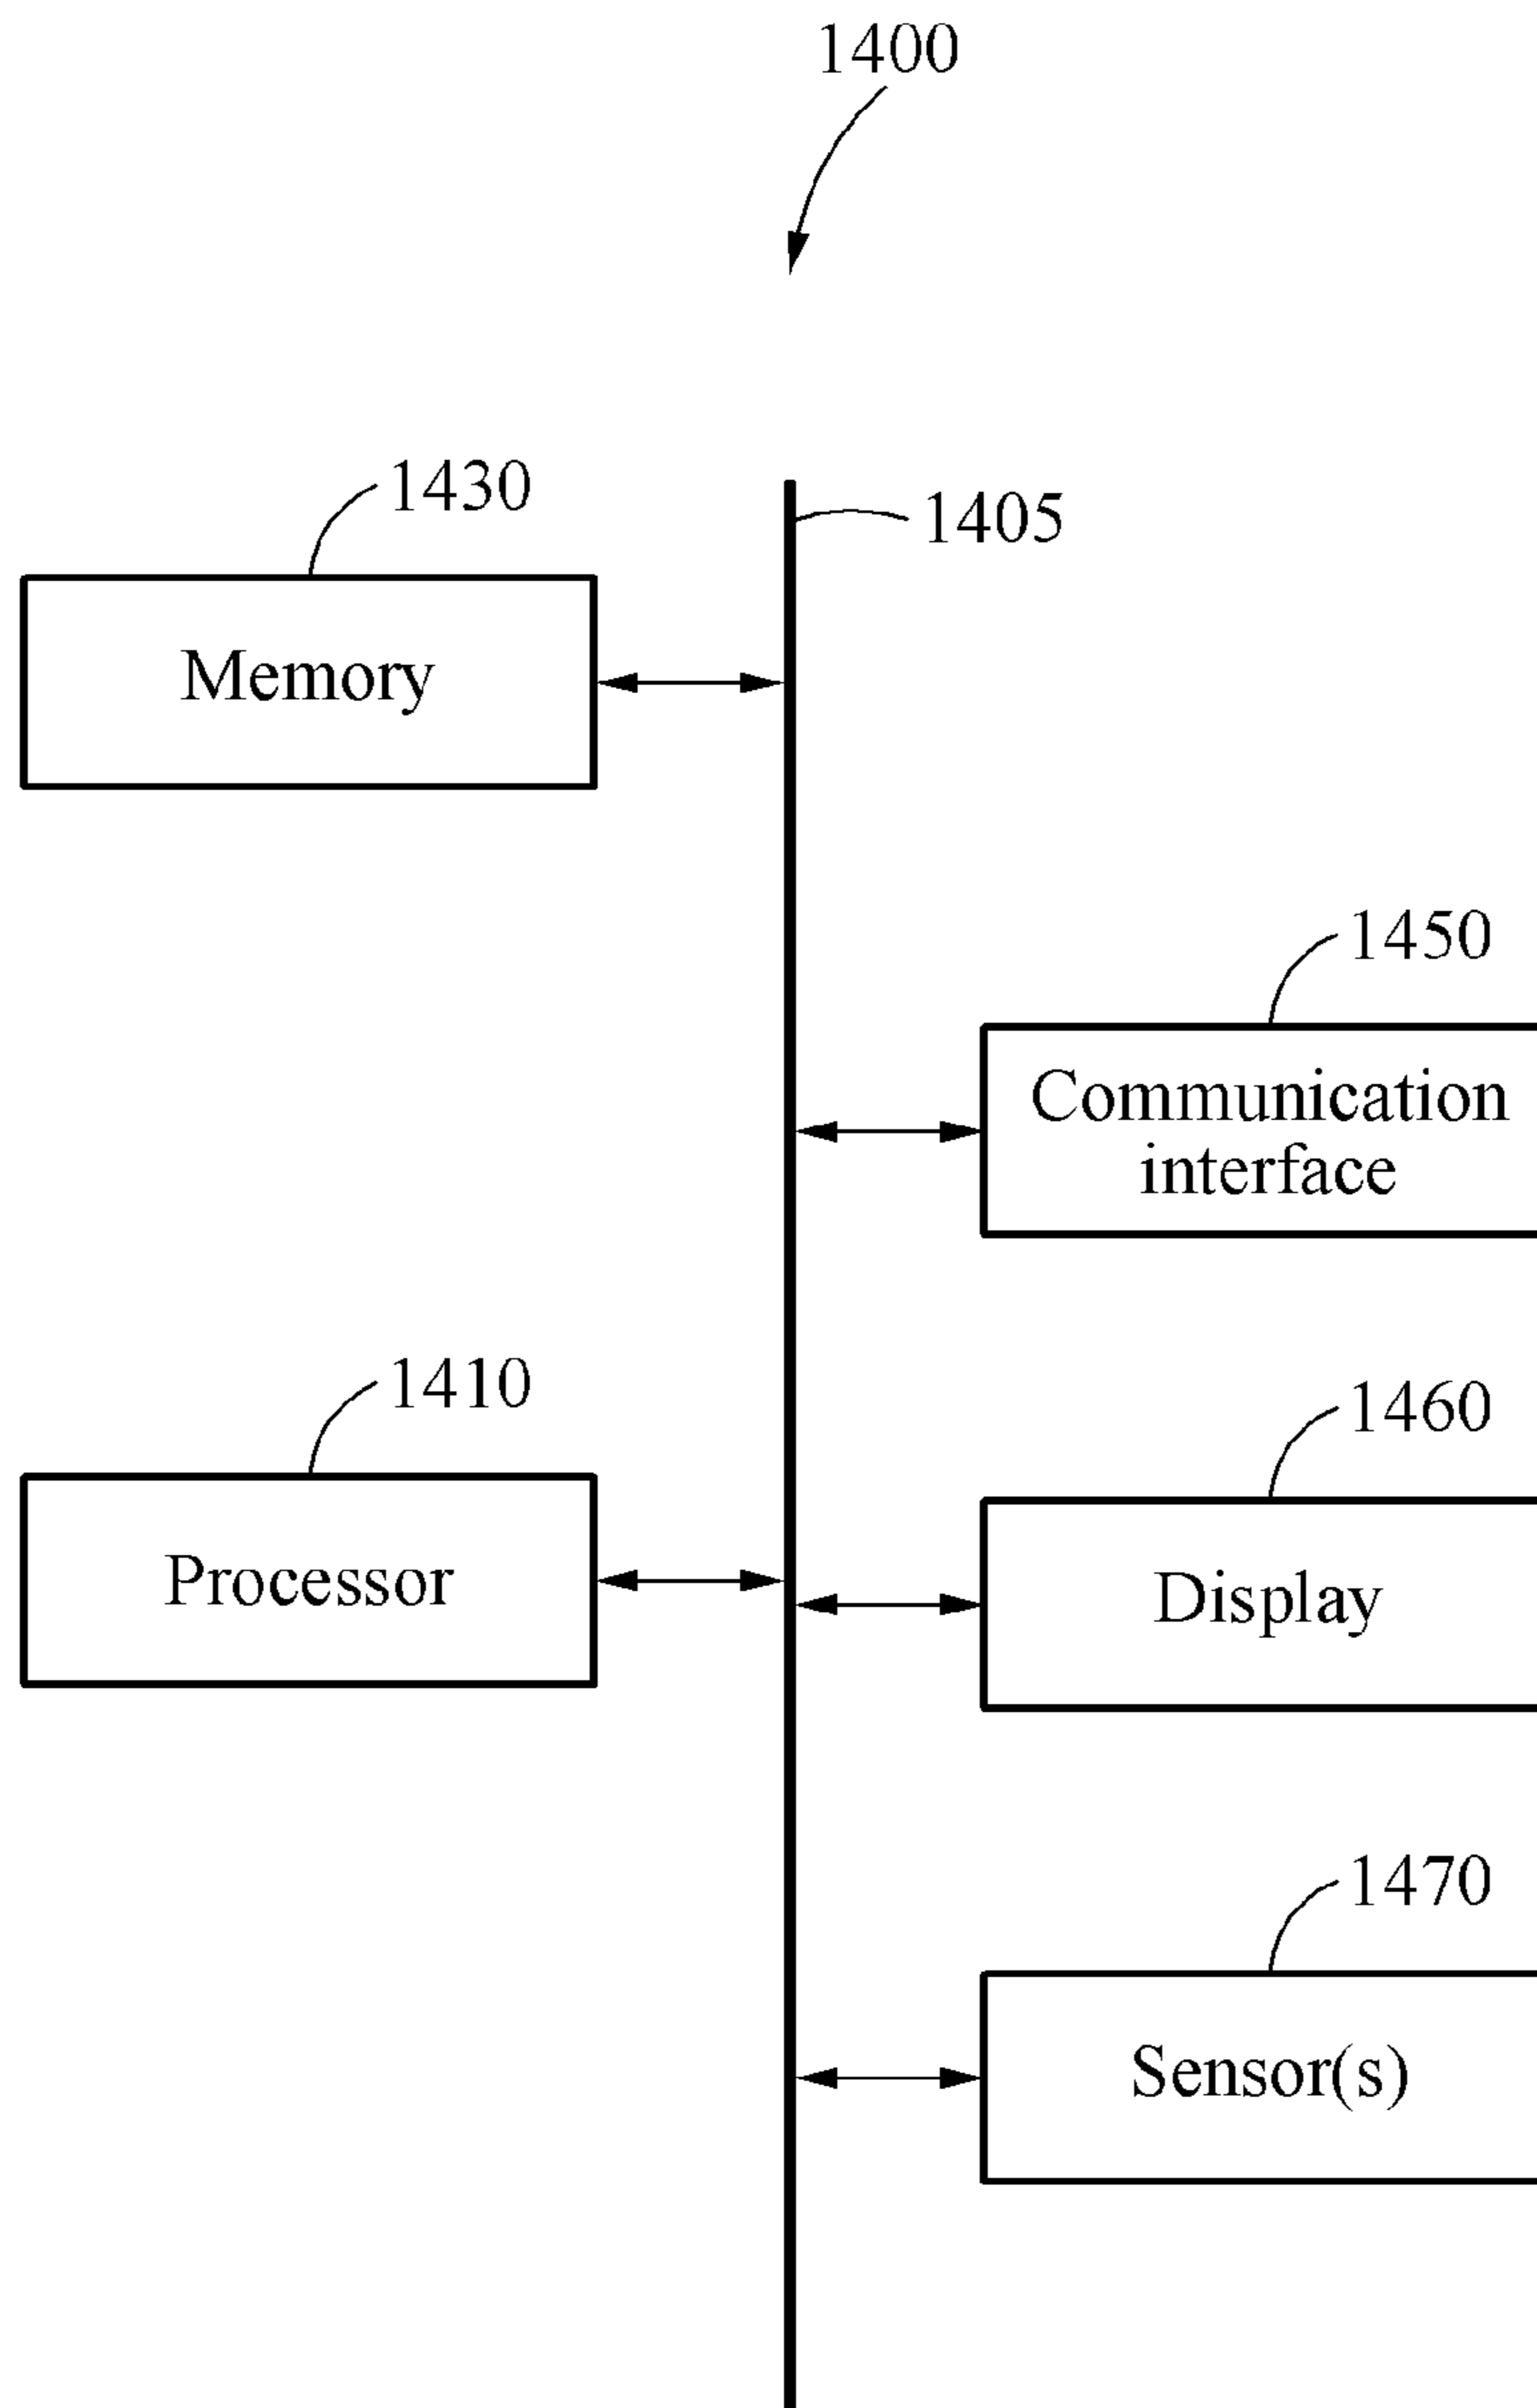 1400
1430
1405
Memory
1450
Communication
interface
1410
1460
Processor
Display
1470
Sensor(s)